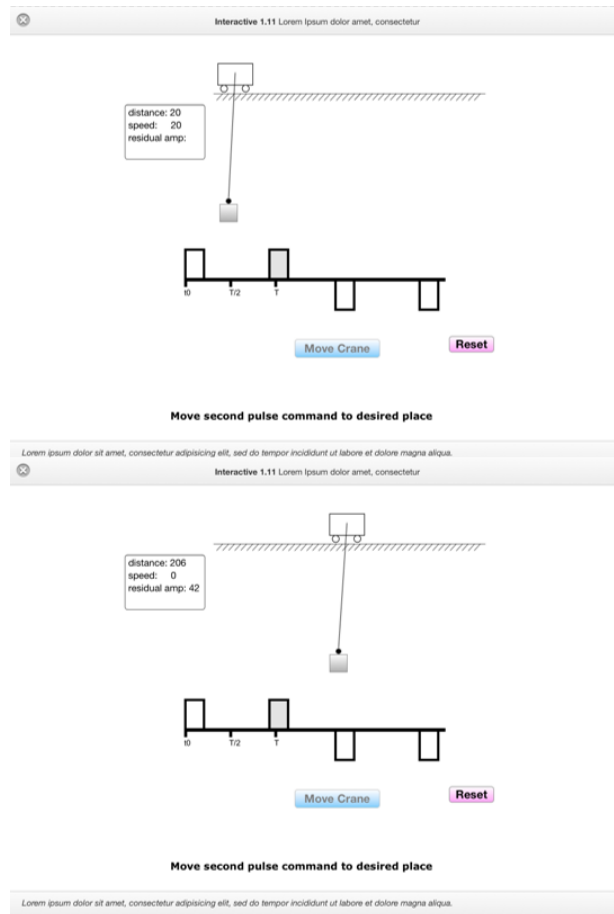 Interactive 1.11 Lorem Ipsum dolor amet, consectetur
distance: 20
speed: 20
residual amp:
t0 T/2 T
Move Crane
Reset
Move second pulse command to desired place
Lorem ipsum dolor sit amet, consectetur adipisicing elit, sed do tempor incididunt ut labore et dolore magna aliqua.
Interactive 1.11 Lorem Ipsum dolor amet, consectetur
distance: 206
speed: 0
residual amp: 42
t0 T/2 T
Move Crane
Reset
Move second pulse command to desired place
Lorem ipsum dolor sit amet, consectetur adipisicing elit, sed do tempor incididunt ut labore et dolore magna aliqua.